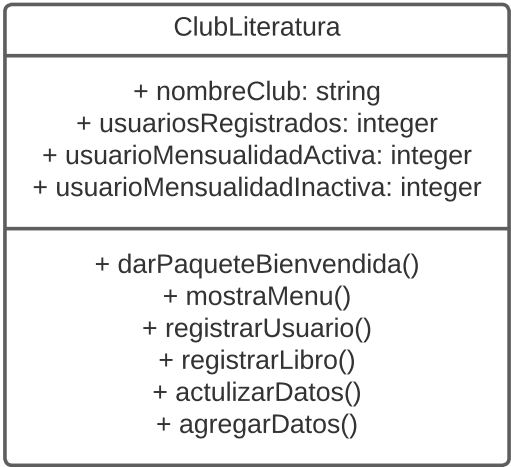 ClubLiteratura
+ nombreClub: string
+ usuariosRegistrados: integer
+ usuarioMensualidadActiva: integer
+ usuarioMensualidadInactiva: integer
+ darPaqueteBienvendida()
+ mostraMenu()
+ registrarUsuario()
+ registrarLibro()
+ actulizarDatos()
+ agregarDatos()